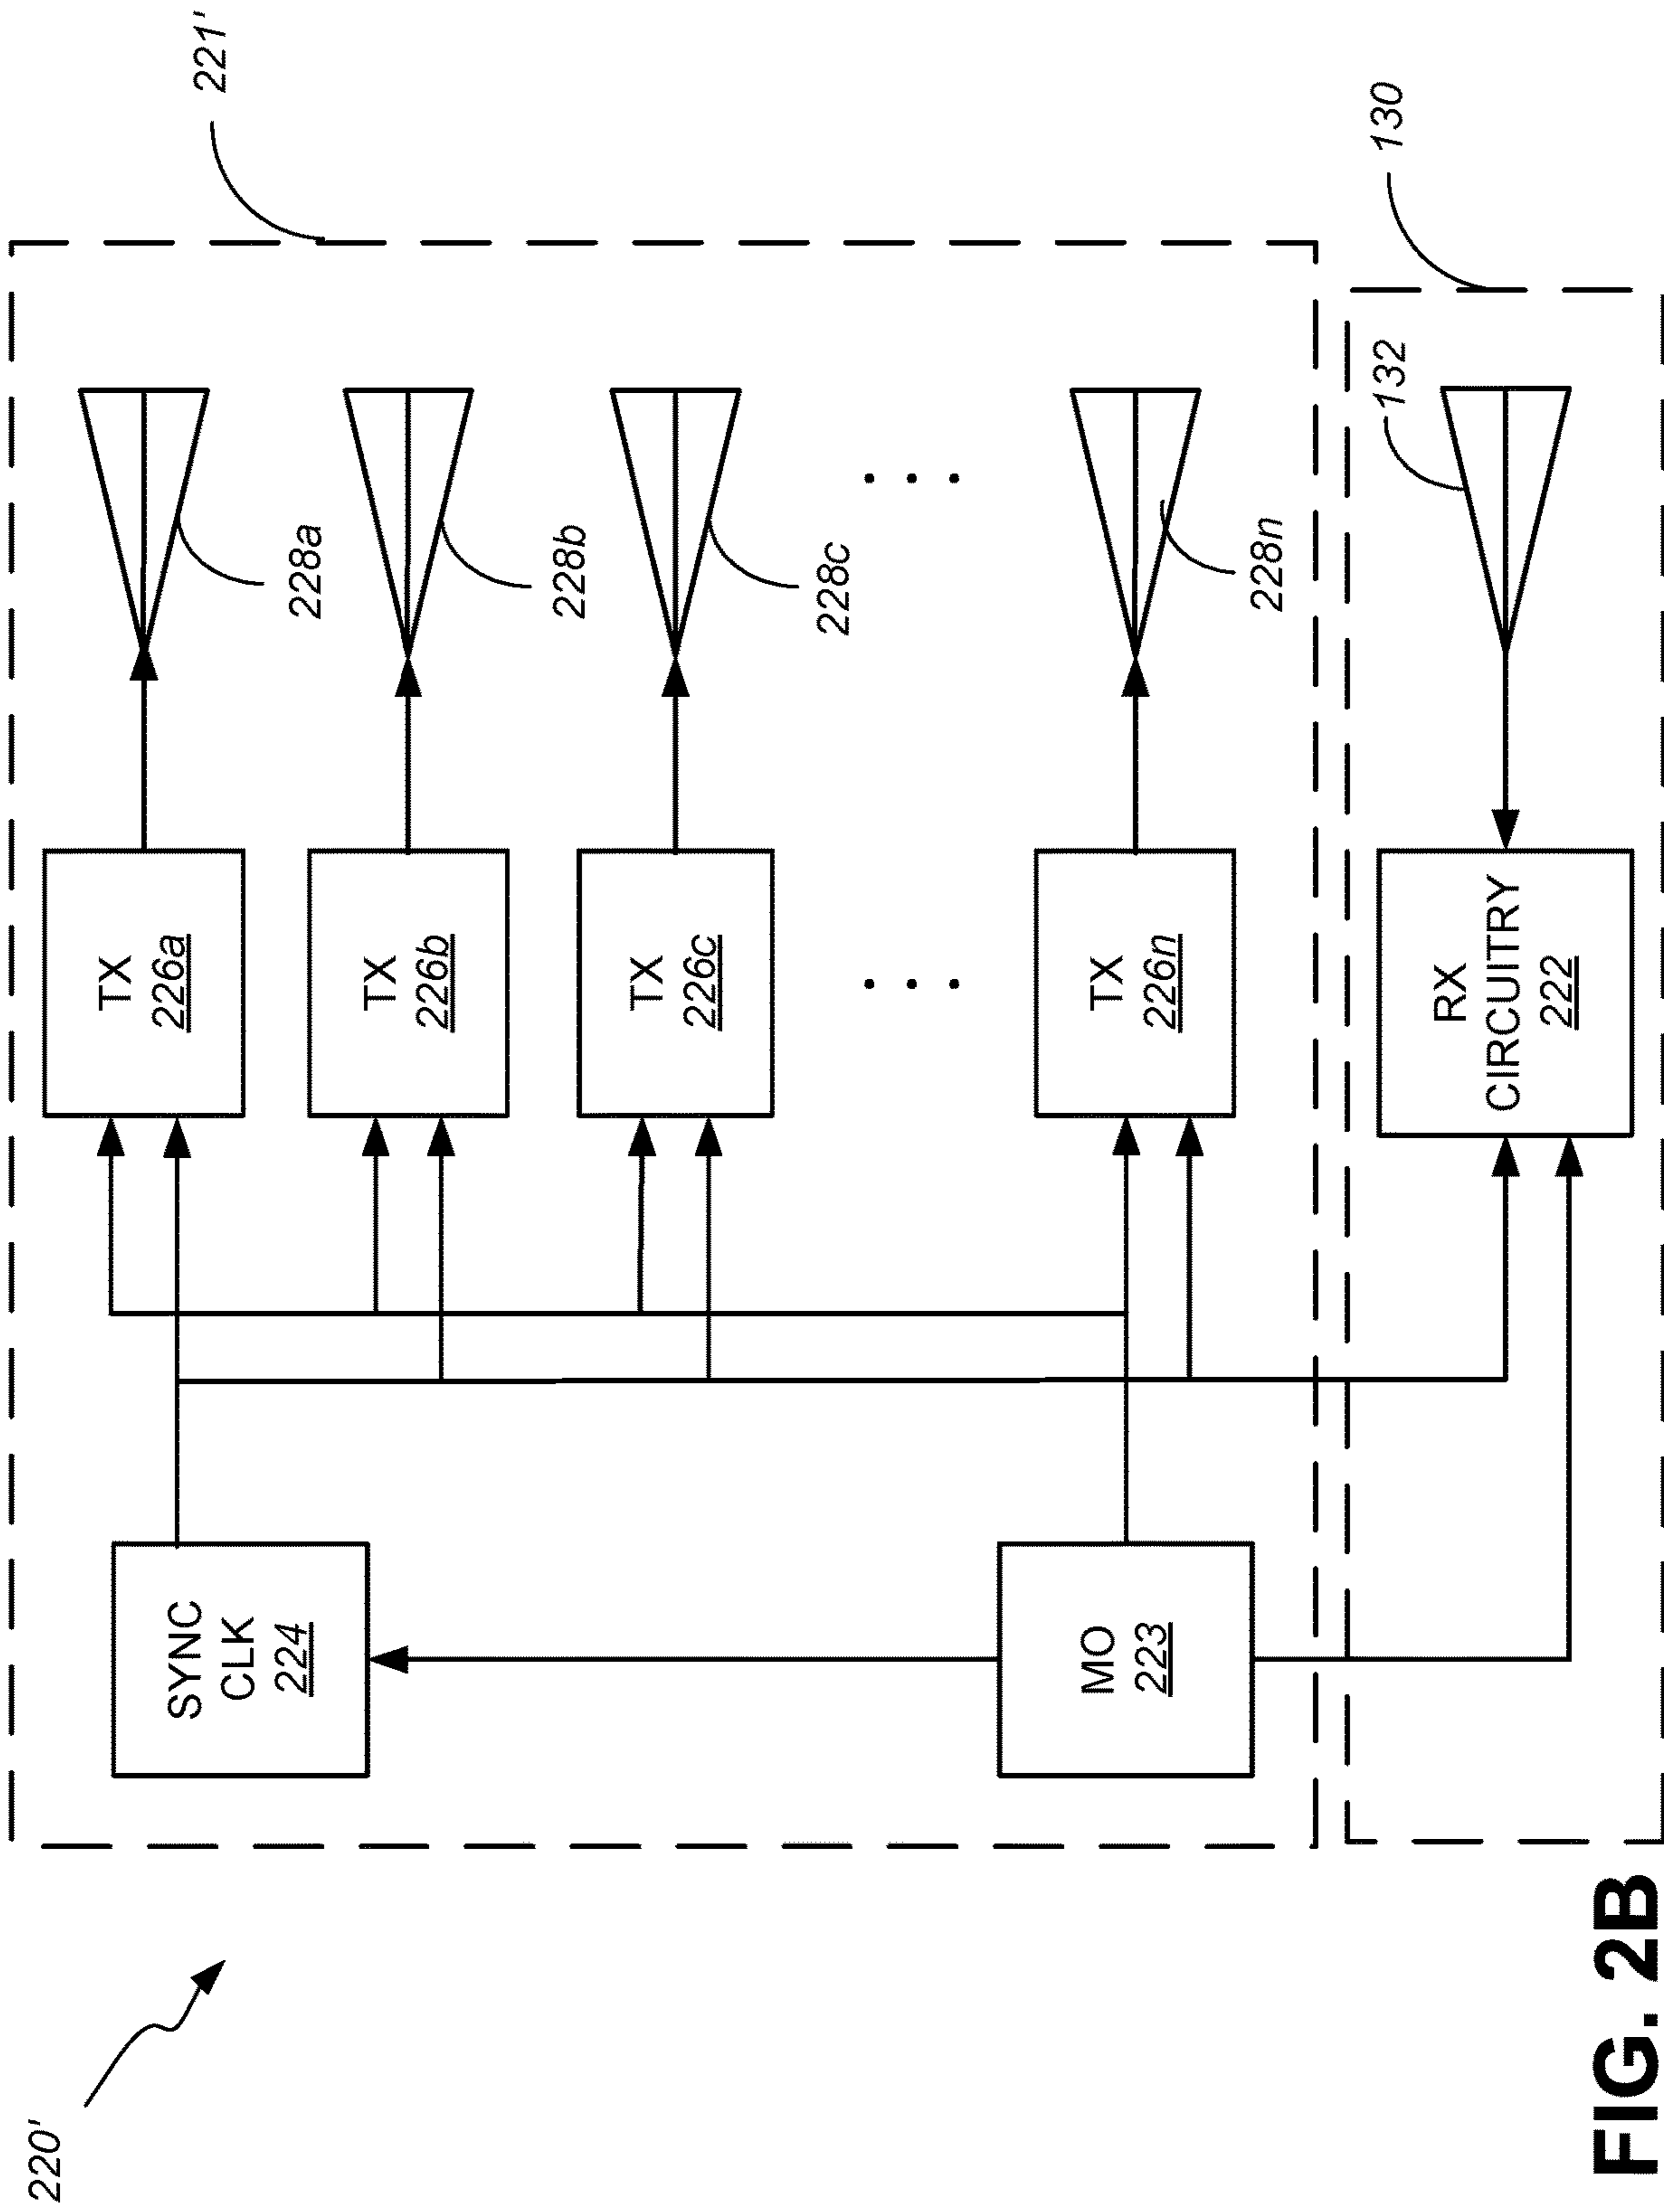 220'
221'
SYNC
CLK
224
TX
226a
228a
TX
226b
228b
TX
226c
228c
. . .
. . .
MO
223
TX
226n
228n
130
132
RX
CIRCUITRY
222
FIG. 2B